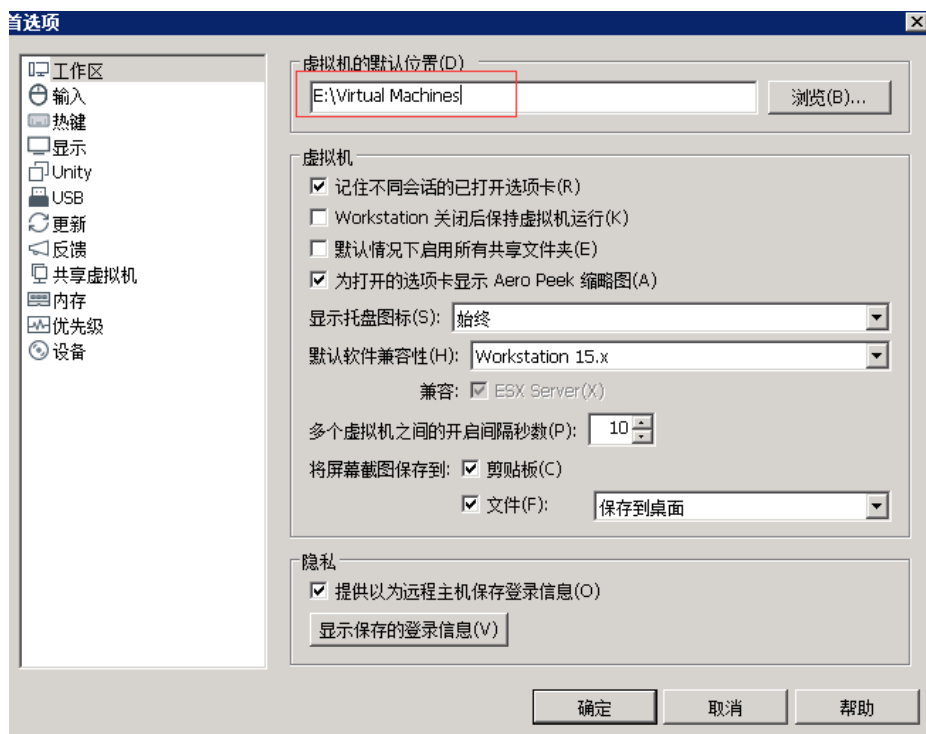 首选项
工作区
输入
热键
显示
Unity
USB
更新
反馈
共享虚拟机
内存
优先级
设备
虚拟机的默认位置(D)
E:\Virtual Machines
浏览(B)...
虚拟机
记住不同会话的已打开选项卡(R)
Workstation 关闭后保持虚拟机运行(K)
默认情况下启用所有共享文件夹(E)
为打开的选项卡显示 Aero Peek 缩略图(A)
显示托盘图标(S): 始终
默认软件兼容性(H): Workstation 15.x
兼容: ESX Server(X)
多个虚拟机之间的开启间隔秒数(P): 10
将屏幕截图保存到: 剪贴板(C)
文件(F): 保存到桌面
隐私
提供以为远程主机保存登录信息(O)
显示保存的登录信息(V)
确定 取消 帮助